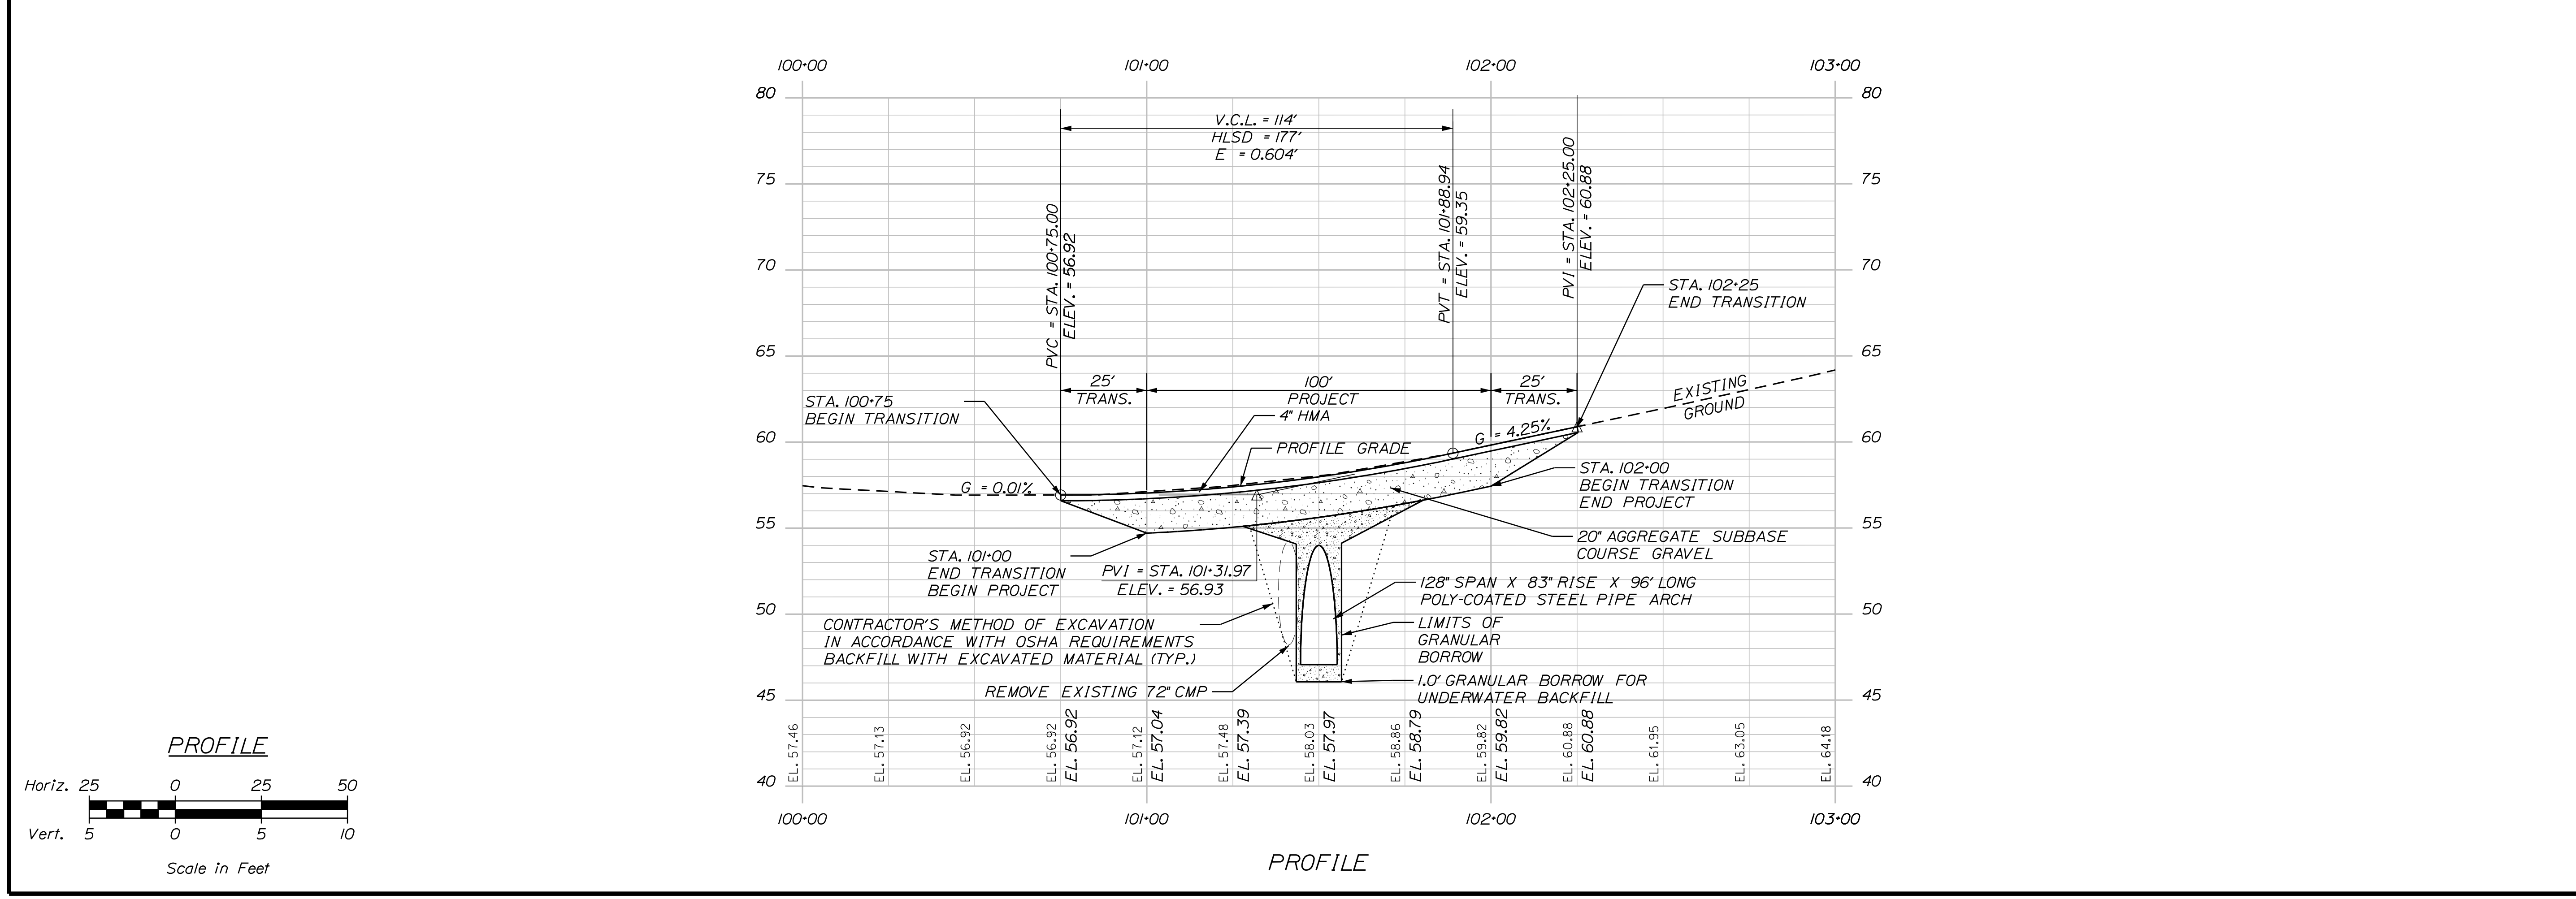 100+00
101+00
102+00
103+00
80
80
75
75
70
70
65
65
60
60
55
55
50
50
45
45
40
40
V.C.L. = 114'
HLSD = 177'
E = 0.604'
PVC = STA. 100+75.00
ELEV. = 56.92
PVT = STA. 101+88.94
ELEV. = 59.35
PVI = STA. 102+25.00
ELEV. = 60.88
STA. 102+25
END TRANSITION
25'
TRANS.
100'
PROJECT
25'
TRANS.
EXISTING
GROUND
STA. 100+75
BEGIN TRANSITION
4" HMA
PROFILE GRADE
G = 4.25%
G = 0.01%
STA. 102+00
BEGIN TRANSITION
END PROJECT
20" AGGREGATE SUBBASE
COURSE GRAVEL
STA. 101+00
END TRANSITION
BEGIN PROJECT
PVI = STA. 101+31.97
ELEV. = 56.93
128" SPAN X 83" RISE X 96' LONG
POLY-COATED STEEL PIPE ARCH
CONTRACTOR'S METHOD OF EXCAVATION
IN ACCORDANCE WITH OSHA REQUIREMENTS
BACKFILL WITH EXCAVATED MATERIAL (TYP.)
LIMITS OF
GRANULAR
BORROW
REMOVE EXISTING 72" CMP
1.0' GRANULAR BORROW FOR
UNDERWATER BACKFILL
EL. 57.46
EL. 57.13
EL. 56.92
EL. 56.92
EL. 56.92
EL. 57.12
EL. 57.04
EL. 57.48
EL. 57.39
EL. 58.03
EL. 57.97
EL. 58.86
EL. 58.79
EL. 59.82
EL. 59.82
EL. 60.88
EL. 60.88
EL. 61.95
EL. 63.05
EL. 64.18
100+00
101+00
102+00
103+00
PROFILE
PROFILE
Horiz. 25 0 25 50
Vert. 5 0 5 10
Scale in Feet